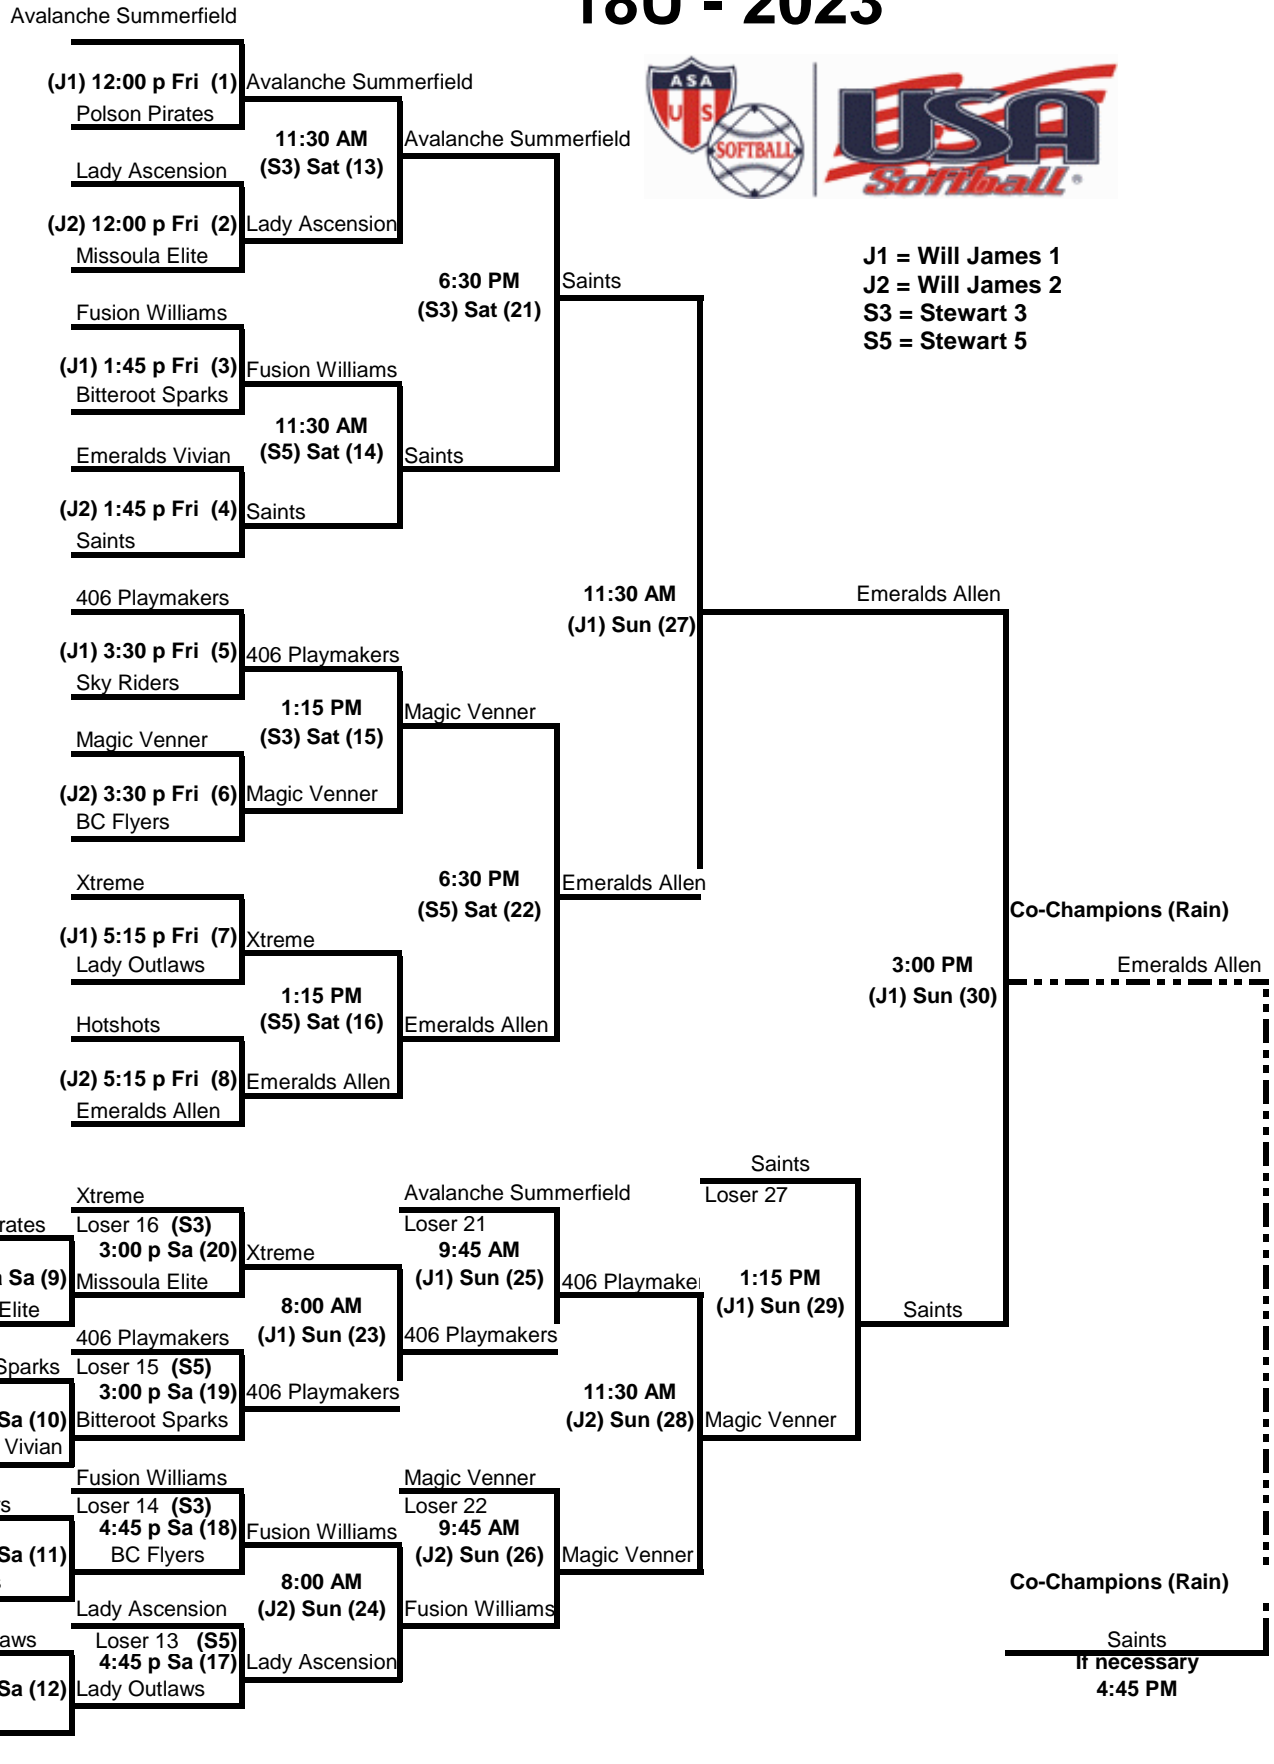 Avalanche Summerfield
18U - 2023
(J1) 12:00 p Fri (1)
Avalanche Summerfield
Polson Pirates
11:30 AM
(S3) Sat (13)
Avalanche Summerfield
Lady Ascension
(J2) 12:00 p Fri (2)
Lady Ascension
Missoula Elite
ASA
US
SOFTBALL
USA
Softball
J1 = Will James 1
J2 = Will James 2
S3 = Stewart 3
S5 = Stewart 5
6:30 PM
(S3) Sat (21)
Saints
Fusion Williams
(J1) 1:45 p Fri (3)
Fusion Williams
Bitteroot Sparks
11:30 AM
(S5) Sat (14)
Saints
Emeralds Vivian
(J2) 1:45 p Fri (4)
Saints
Saints
11:30 AM
(J1) Sun (27)
Emeralds Allen
406 Playmakers
(J1) 3:30 p Fri (5)
406 Playmakers
Sky Riders
1:15 PM
(S3) Sat (15)
Magic Venner
Magic Venner
(J2) 3:30 p Fri (6)
Magic Venner
BC Flyers
6:30 PM
(S5) Sat (22)
Emeralds Allen
Xtreme
(J1) 5:15 p Fri (7)
Xtreme
Lady Outlaws
1:15 PM
(S5) Sat (16)
Emeralds Allen
Hotshots
(J2) 5:15 p Fri (8)
Emeralds Allen
Emeralds Allen
Co-Champions (Rain)
3:00 PM
(J1) Sun (30)
Emeralds Allen
Saints
Loser 27
Xtreme
rates
Loser 16 (S3)
3:00 p Sa (20)
Xtreme
Sa (9)
Missoula Elite
Elite
Avalanche Summerfield
Loser 21
9:45 AM
(J1) Sun (25)
406 Playmaker
1:15 PM
(J1) Sun (29)
Saints
8:00 AM
(J1) Sun (23)
406 Playmakers
406 Playmakers
Sparks
Loser 15 (S5)
3:00 p Sa (19)
406 Playmakers
Sa (10)
Bitteroot Sparks
Vivian
11:30 AM
(J2) Sun (28)
Magic Venner
Fusion Williams
s
Loser 14 (S3)
4:45 p Sa (18)
Fusion Williams
Sa (11)
BC Flyers
Magic Venner
Loser 22
9:45 AM
(J2) Sun (26)
Magic Venner
8:00 AM
(J2) Sun (24)
Fusion Williams
Lady Ascension
aws
Loser 13 (S5)
4:45 p Sa (17)
Lady Ascension
Sa (12)
Lady Outlaws
Co-Champions (Rain)
Saints
If necessary
4:45 PM